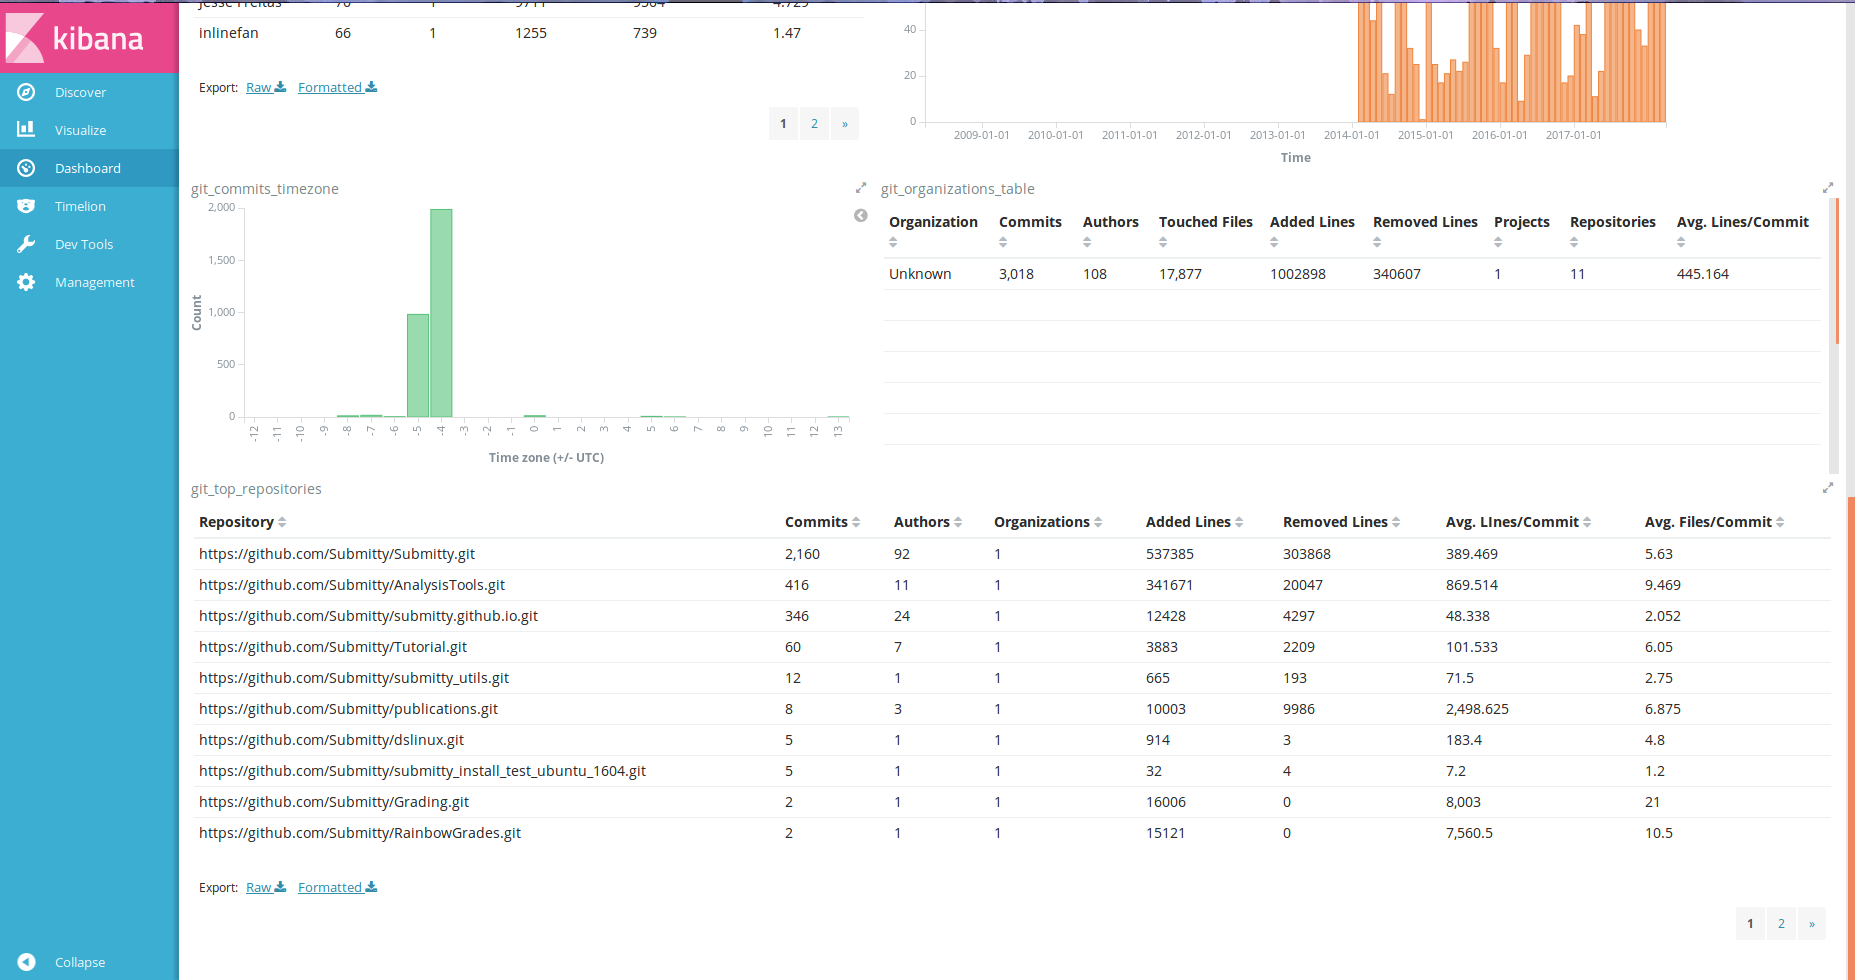 kibana
Discover
Visualize
Dashboard
Timelion
Dev Tools
Management
Collapse
inlinefan 66 1 1255 739 1.47
Export: Raw Formatted
1 2 »
40
20
0
2009-01-01 2010-01-01 2011-01-01 2012-01-01 2013-01-01 2014-01-01 2015-01-01 2016-01-01 2017-01-01
Time
git_commits_timezone
2,000
1,500
1,000
500
0
Count
-12 -11 -10 -9 -8 -7 -6 -5 -4 -3 -2 -1 0 1 2 3 4 5 6 7 8 9 10 11 12 13
Time zone (+/- UTC)
git_organizations_table
Organization Commits Authors Touched Files Added Lines Removed Lines Projects Repositories Avg. Lines/Commit
Unknown 3,018 108 17,877 1002898 340607 1 11 445.164
git_top_repositories
Repository Commits Authors Organizations Added Lines Removed Lines Avg. LInes/Commit Avg. Files/Commit
https://github.com/Submitty/Submitty.git 2,160 92 1 537385 303868 389.469 5.63
https://github.com/Submitty/AnalysisTools.git 416 11 1 341671 20047 869.514 9.469
https://github.com/Submitty/submitty.github.io.git 346 24 1 12428 4297 48.338 2.052
https://github.com/Submitty/Tutorial.git 60 7 1 3883 2209 101.533 6.05
https://github.com/Submitty/submitty_utils.git 12 1 1 665 193 71.5 2.75
https://github.com/Submitty/publications.git 8 3 1 10003 9986 2,498.625 6.875
https://github.com/Submitty/dslinux.git 5 1 1 914 3 183.4 4.8
https://github.com/Submitty/submitty_install_test_ubuntu_1604.git 5 1 1 32 4 7.2 1.2
https://github.com/Submitty/Grading.git 2 1 1 16006 0 8,003 21
https://github.com/Submitty/RainbowGrades.git 2 1 1 15121 0 7,560.5 10.5
Export: Raw Formatted
1 2 »